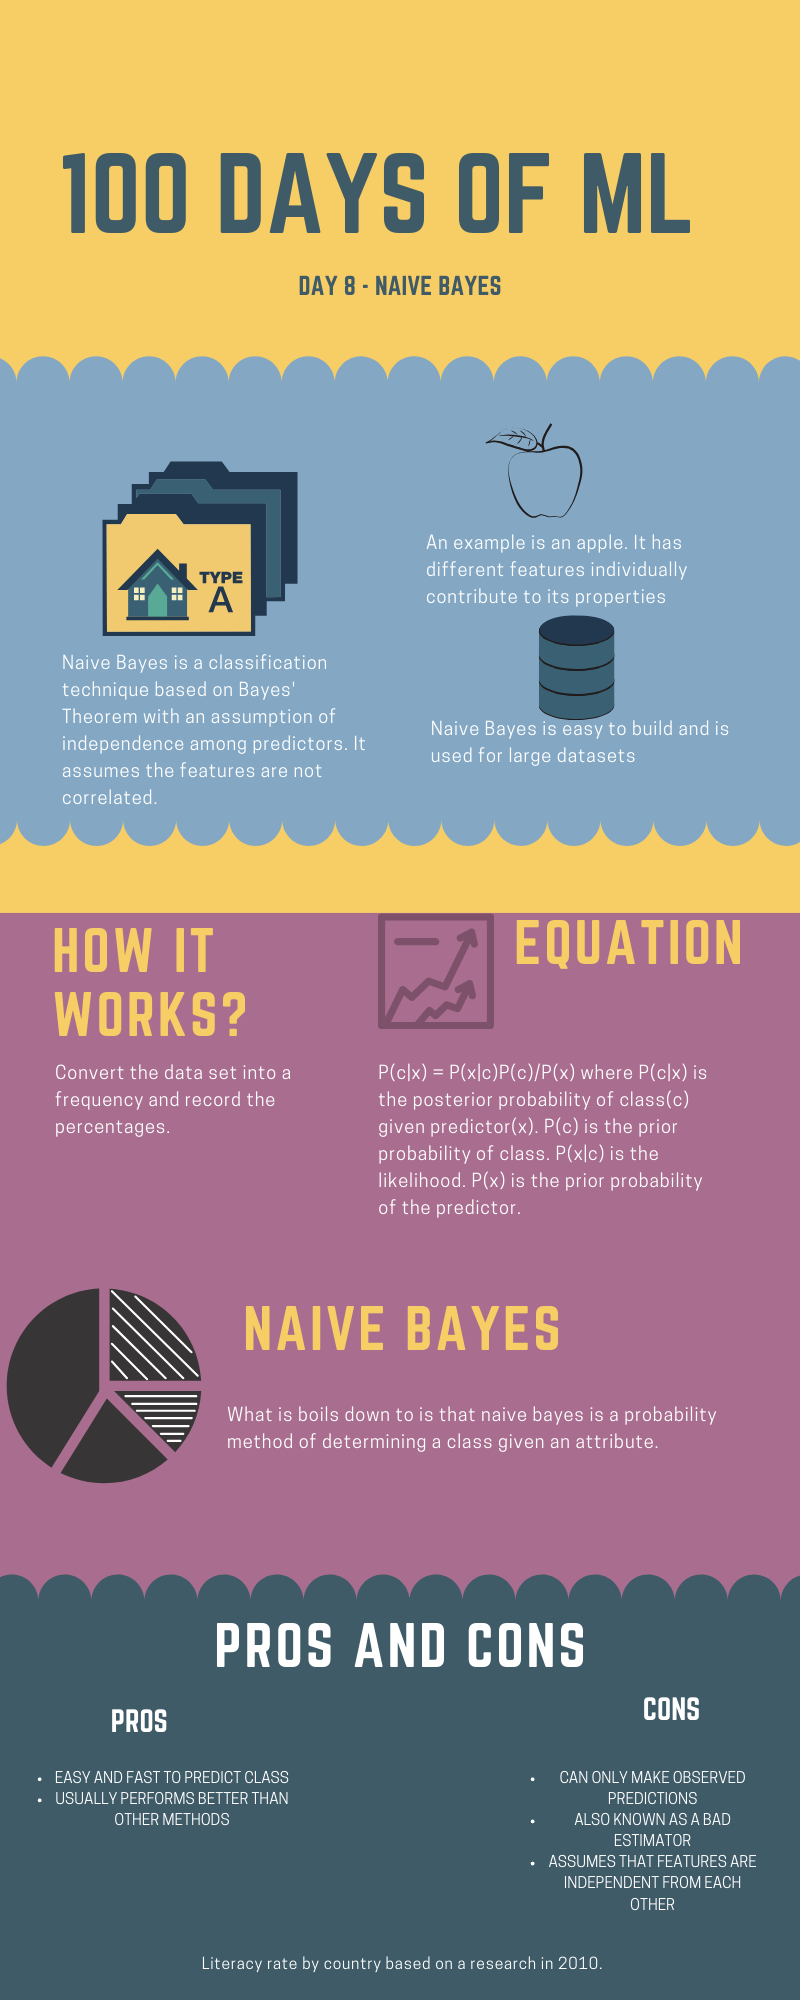 100 DAYS OF ML
DAY 8 - NAIVE BAYES
TYPE
A
Naive Bayes is a classification
technique based on Bayes'
Theorem with an assumption of
independence among predictors. It
assumes the features are not
correlated.
An example is an apple. It has
different features individually
contribute to its properties
Naive Bayes is easy to build and is
used for large datasets
HOW IT
WORKS?
Convert the data set into a
frequency and record the
percentages.
EQUATION
P(c|x) = P(x|c)P(c)/P(x) where P(c|x) is
the posterior probability of class(c)
given predictor(x). P(c) is the prior
probability of class. P(x|c) is the
likelihood. P(x) is the prior probability
of the predictor.
NAIVE BAYES
What is boils down to is that naive bayes is a probability
method of determining a class given an attribute.
PROS AND CONS
PROS
• EASY AND FAST TO PREDICT CLASS
• USUALLY PERFORMS BETTER THAN
OTHER METHODS
CONS
• CAN ONLY MAKE OBSERVED
PREDICTIONS
• ALSO KNOWN AS A BAD
ESTIMATOR
• ASSUMES THAT FEATURES ARE
INDEPENDENT FROM EACH
OTHER
Literacy rate by country based on a research in 2010.